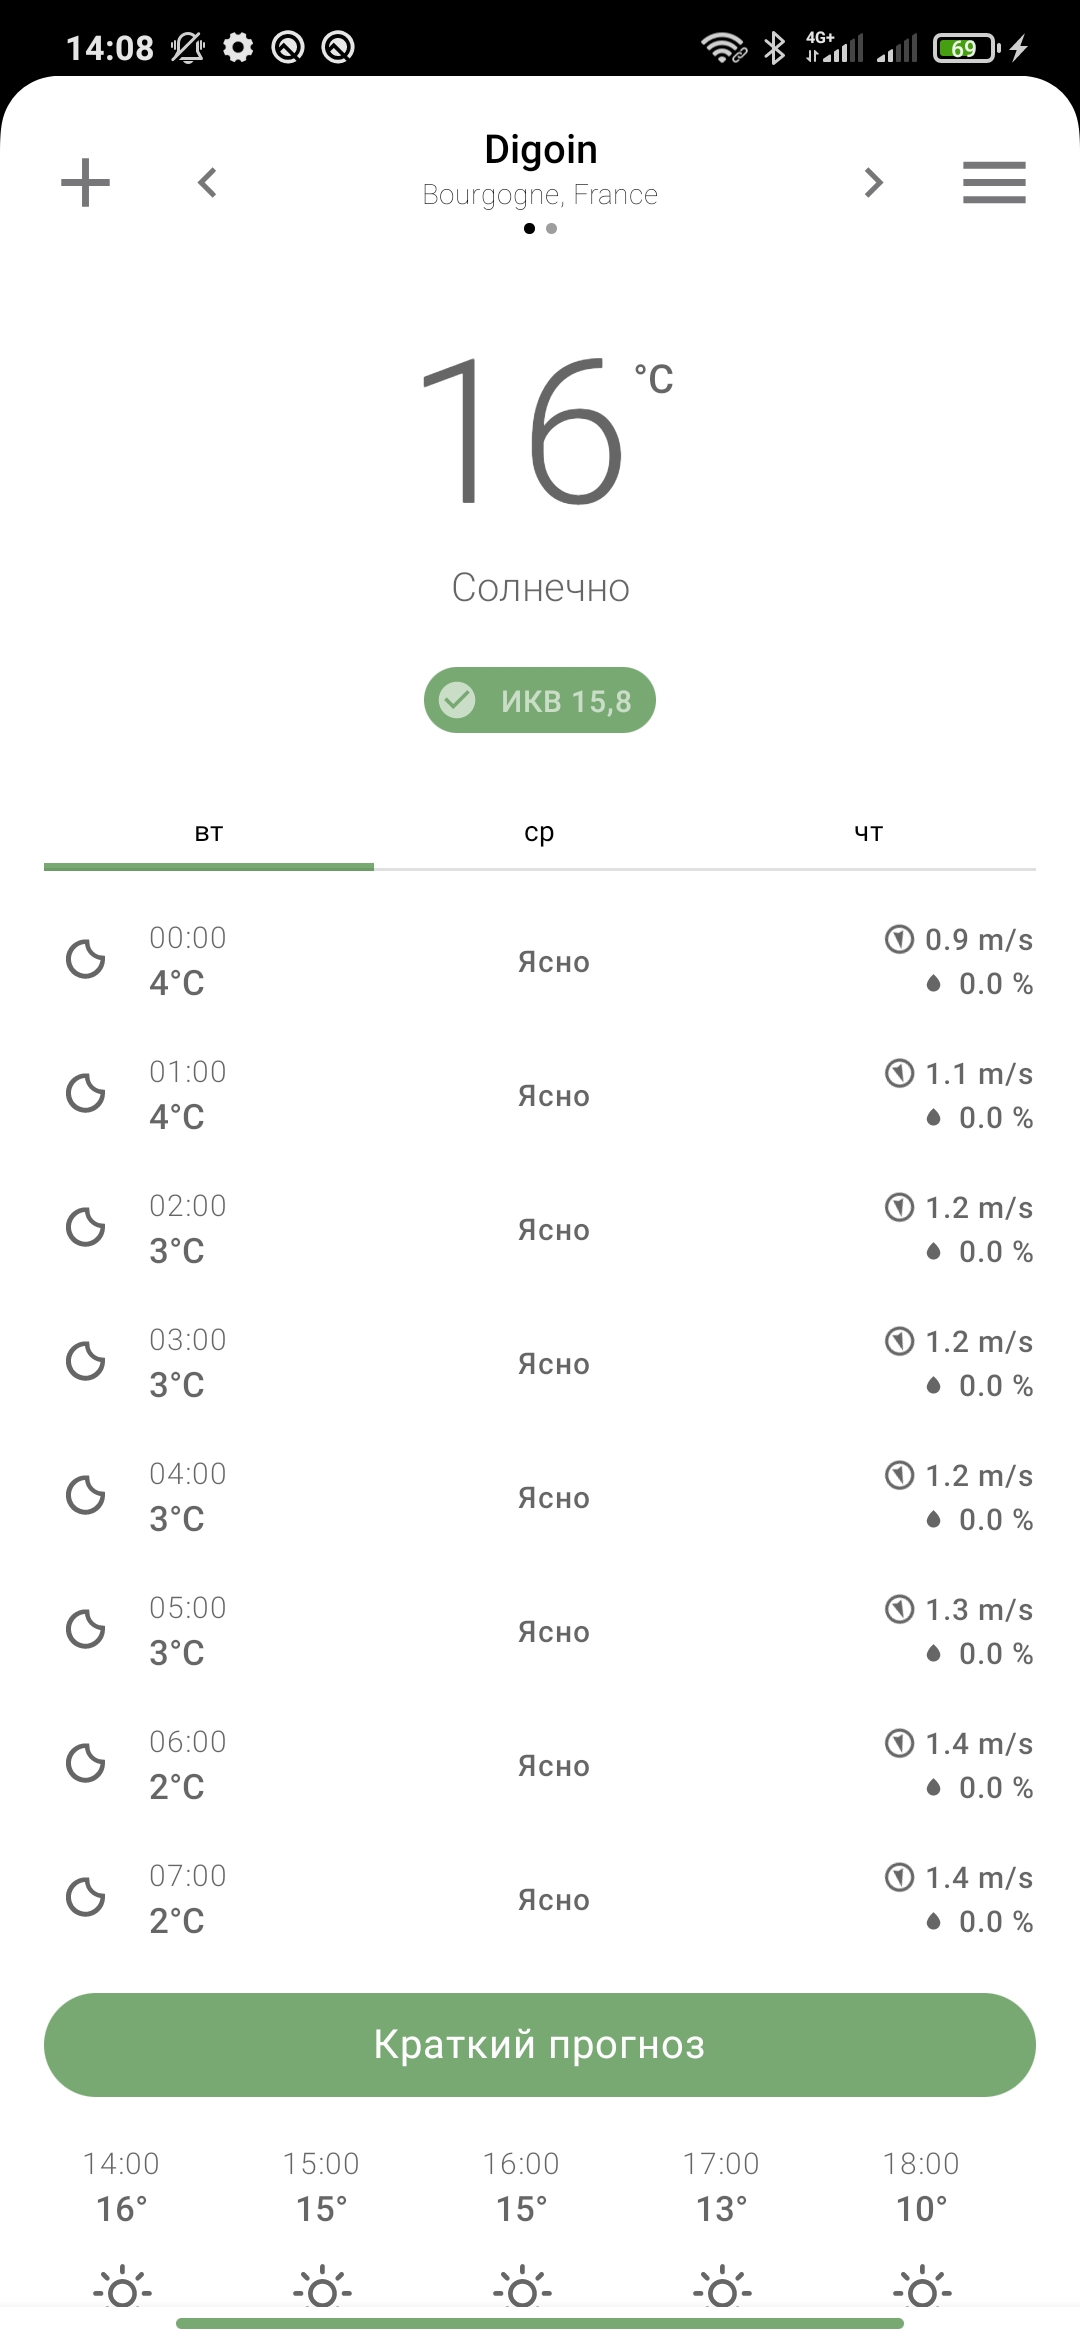 14:08
4G+
69
Digoin
Bourgogne, France
16 °C
Солнечно
ИКВ 15,8
вт ср чт
00:00
4°C
Ясно
0.9 m/s
0.0 %
01:00
4°C
Ясно
1.1 m/s
0.0 %
02:00
3°C
Ясно
1.2 m/s
0.0 %
03:00
3°C
Ясно
1.2 m/s
0.0 %
04:00
3°C
Ясно
1.2 m/s
0.0 %
05:00
3°C
Ясно
1.3 m/s
0.0 %
06:00
2°C
Ясно
1.4 m/s
0.0 %
07:00
2°C
Ясно
1.4 m/s
0.0 %
Краткий прогноз
14:00 15:00 16:00 17:00 18:00
16° 15° 15° 13° 10°